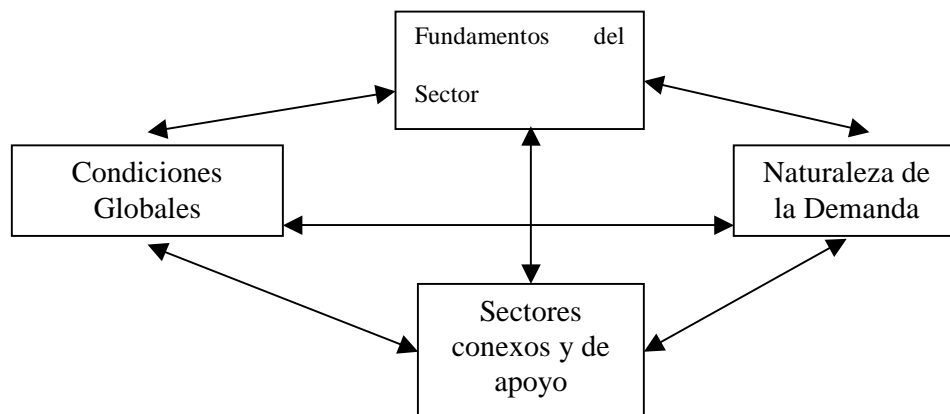 Fundamentos del
Sector
Condiciones
Globales
Naturaleza de
la Demanda
Sectores
conexos y de
apoyo